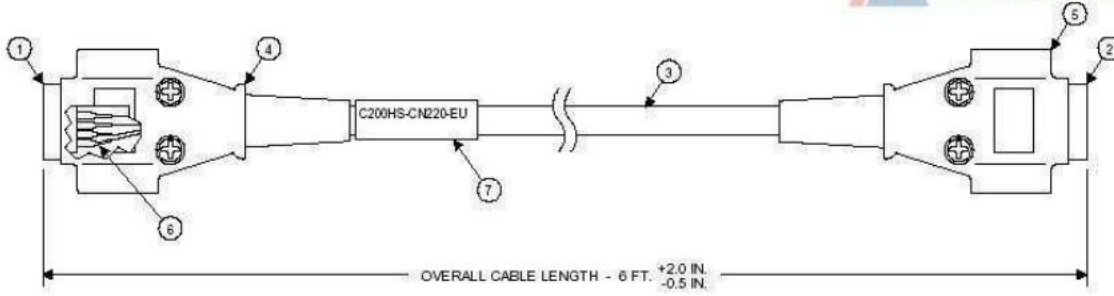 1
4
3
5
2
C200HS-CN220-EU
7
6
OVERALL CABLE LENGTH - 6 FT. +2.0 IN.
-0.5 IN.